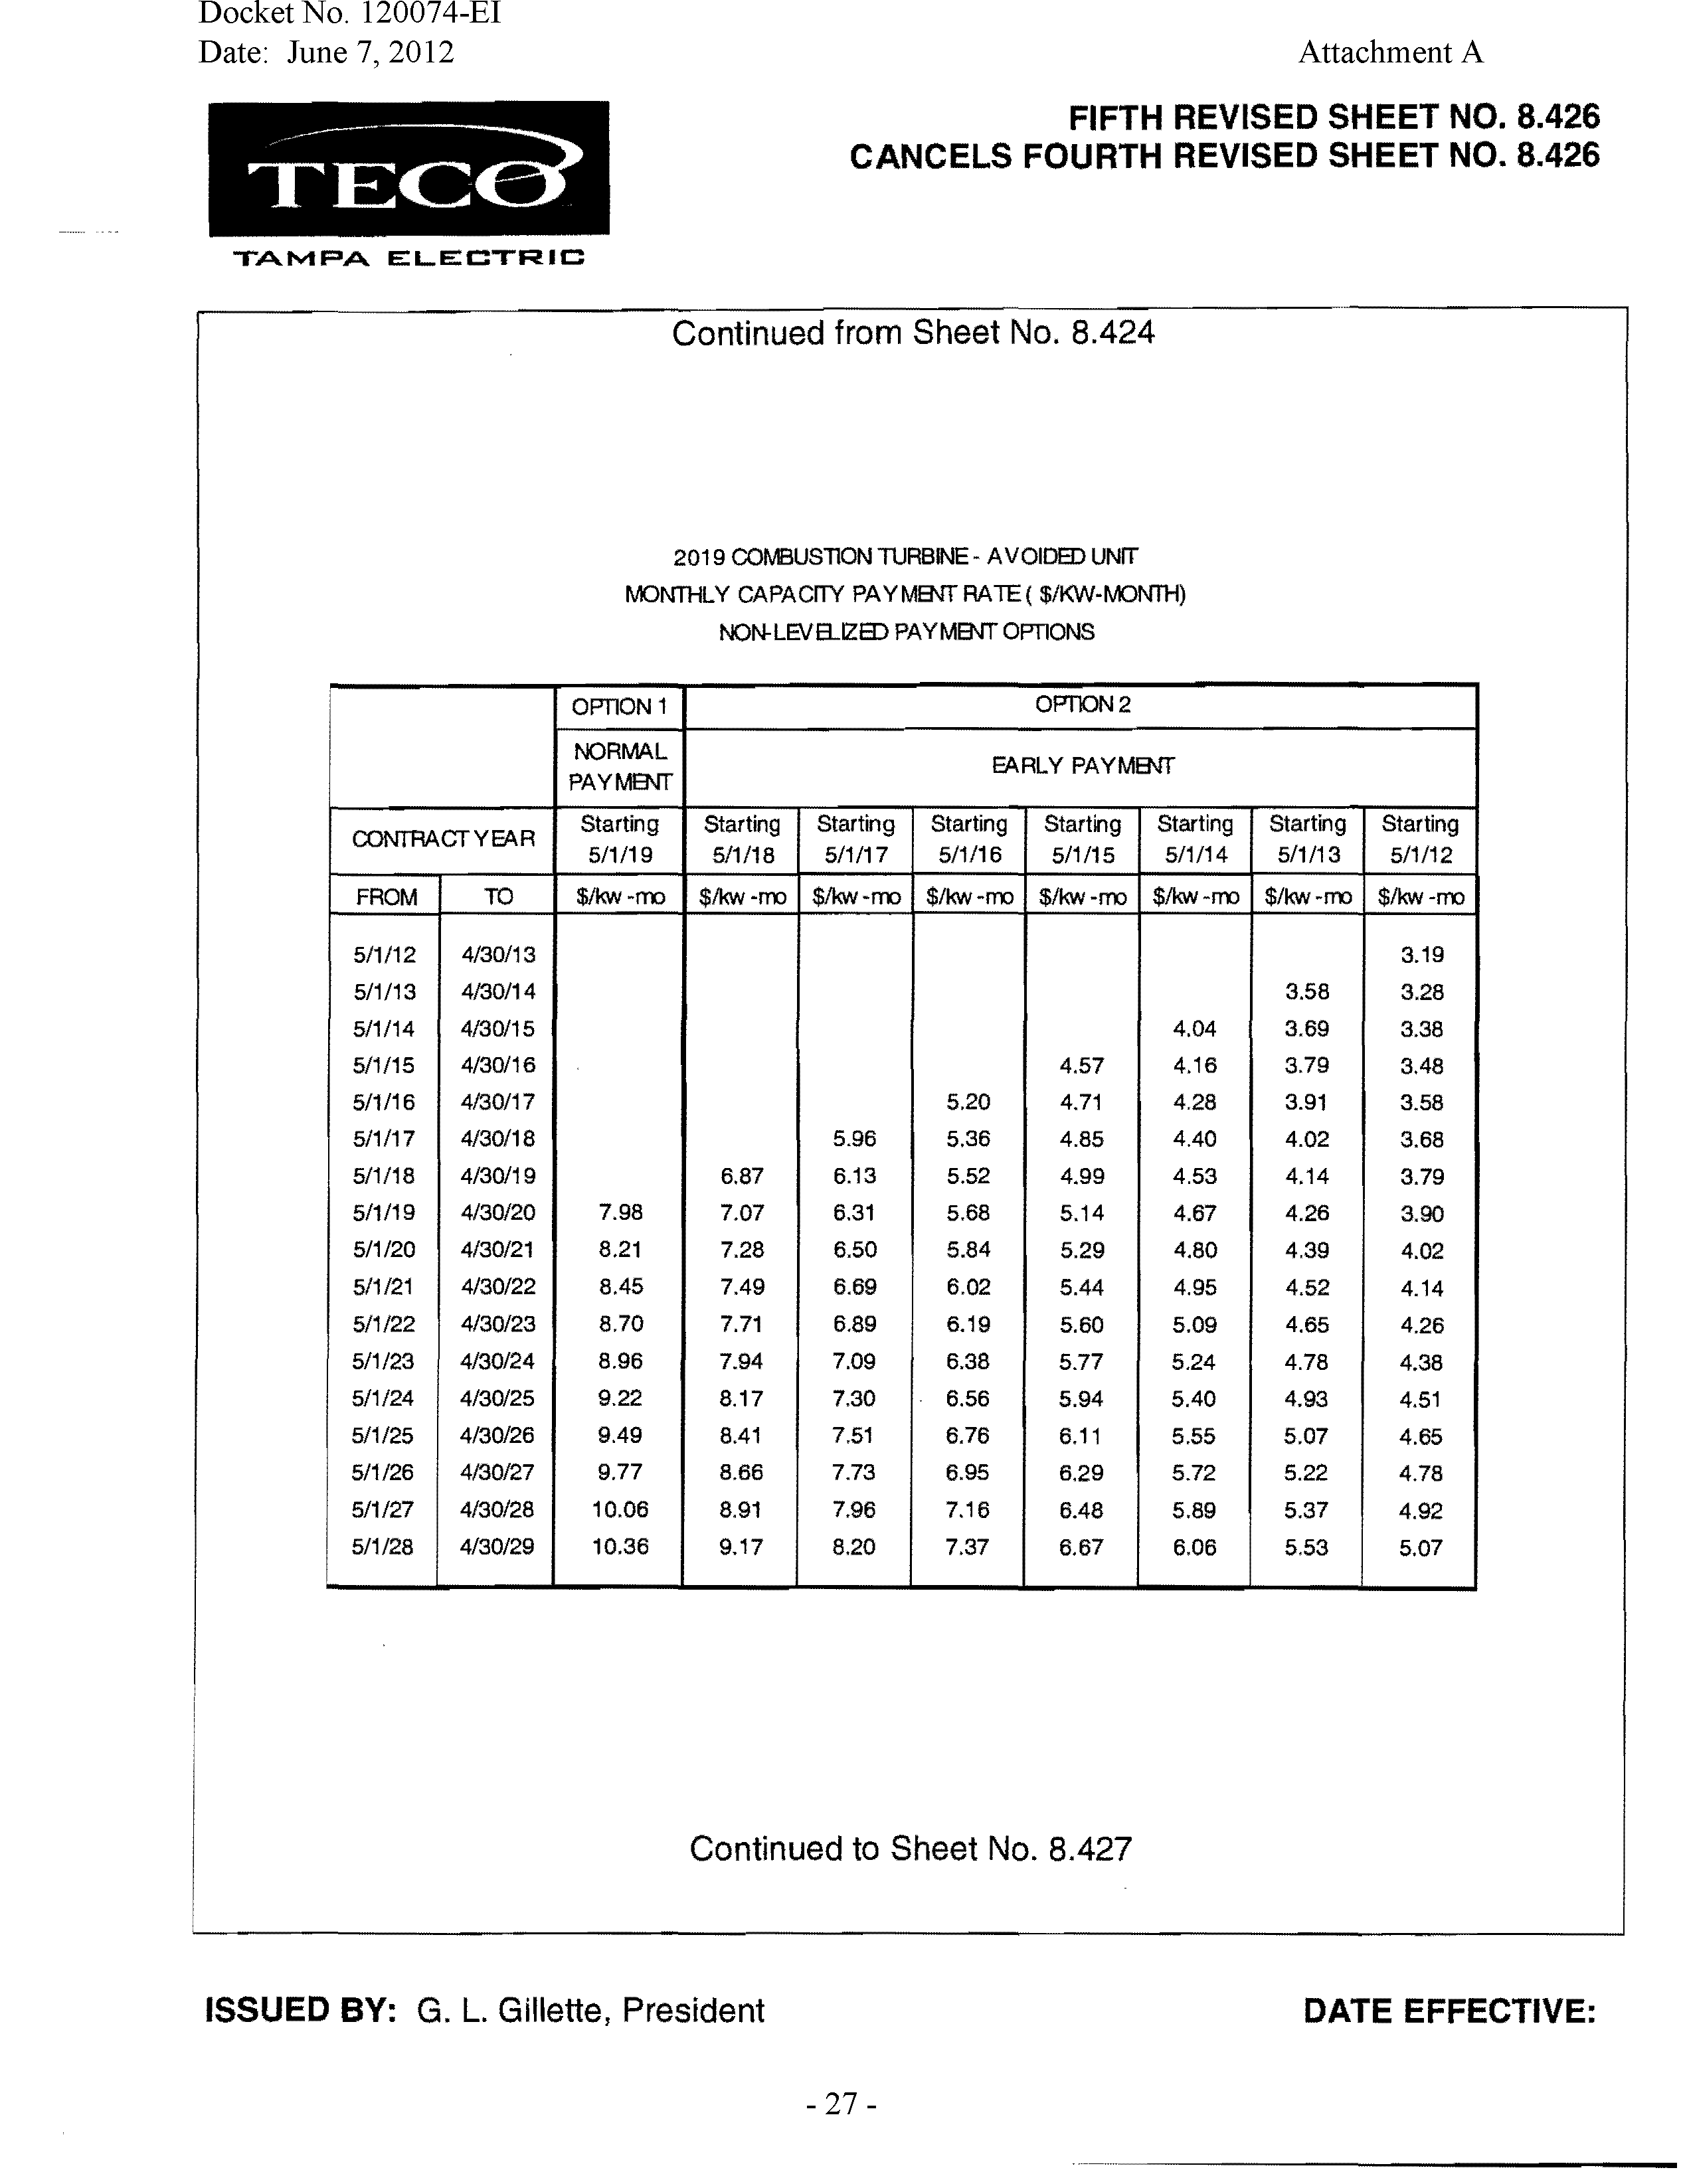 Docket No. 120074-EI
Date: June 7, 2012
Attachment A
FIFTH REVISED SHEET NO. 8.426
CANCELS FOURTH REVISED SHEET NO. 8.426
TECO
TAMPA ELECTRIC
Continued from Sheet No. 8.424
2019 COMBUSTION TURBINE - AVOIDED UNIT
MONTHLY CAPACITY PAYMENT RATE ( $/KW-MONTH)
NON-LEVELIZED PAYMENT OPTIONS
OPTION 1 OPTION 2
NORMAL PAYMENT EARLY PAYMENT
CONTRACT YEAR Starting 5/1/19 Starting 5/1/18 Starting 5/1/17 Starting 5/1/16 Starting 5/1/15 Starting 5/1/14 Starting 5/1/13 Starting 5/1/12
FROM TO $/kw-mo $/kw-mo $/kw-mo $/kw-mo $/kw-mo $/kw-mo $/kw-mo $/kw-mo
5/1/12 4/30/13 3.19
5/1/13 4/30/14 3.58 3.28
5/1/14 4/30/15 4.04 3.69 3.38
5/1/15 4/30/16 4.57 4.16 3.79 3.48
5/1/16 4/30/17 5.20 4.71 4.28 3.91 3.58
5/1/17 4/30/18 5.96 5.36 4.85 4.40 4.02 3.68
5/1/18 4/30/19 6.87 6.13 5.52 4.99 4.53 4.14 3.79
5/1/19 4/30/20 7.98 7.07 6.31 5.68 5.14 4.67 4.26 3.90
5/1/20 4/30/21 8.21 7.28 6.50 5.84 5.29 4.80 4.39 4.02
5/1/21 4/30/22 8.45 7.49 6.69 6.02 5.44 4.95 4.52 4.14
5/1/22 4/30/23 8.70 7.71 6.89 6.19 5.60 5.09 4.65 4.26
5/1/23 4/30/24 8.96 7.94 7.09 6.38 5.77 5.24 4.78 4.38
5/1/24 4/30/25 9.22 8.17 7.30 6.56 5.94 5.40 4.93 4.51
5/1/25 4/30/26 9.49 8.41 7.51 6.76 6.11 5.55 5.07 4.65
5/1/26 4/30/27 9.77 8.66 7.73 6.95 6.29 5.72 5.22 4.78
5/1/27 4/30/28 10.06 8.91 7.96 7.16 6.48 5.89 5.37 4.92
5/1/28 4/30/29 10.36 9.17 8.20 7.37 6.67 6.06 5.53 5.07
Continued to Sheet No. 8.427
ISSUED BY: G. L. Gillette, President
DATE EFFECTIVE:
- 27 -